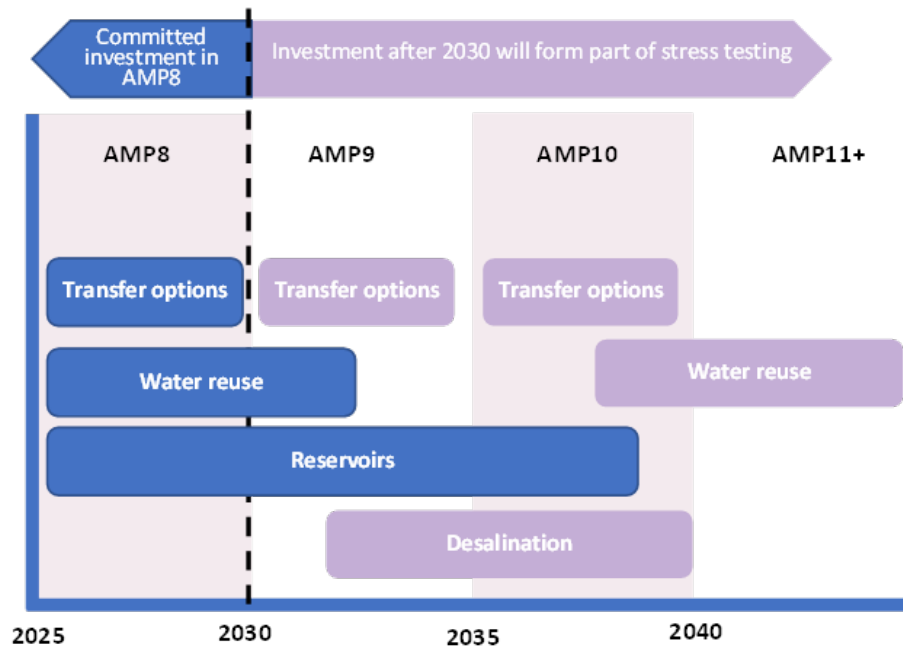 Committed
investment in
AMP8
Investment after 2030 will form part of stress testing
AMP8
AMP9
AMP10
AMP11+
Transfer options
Transfer options
Transfer options
Water reuse
Water reuse
Reservoirs
Desalination
2025
2030
2035
2040